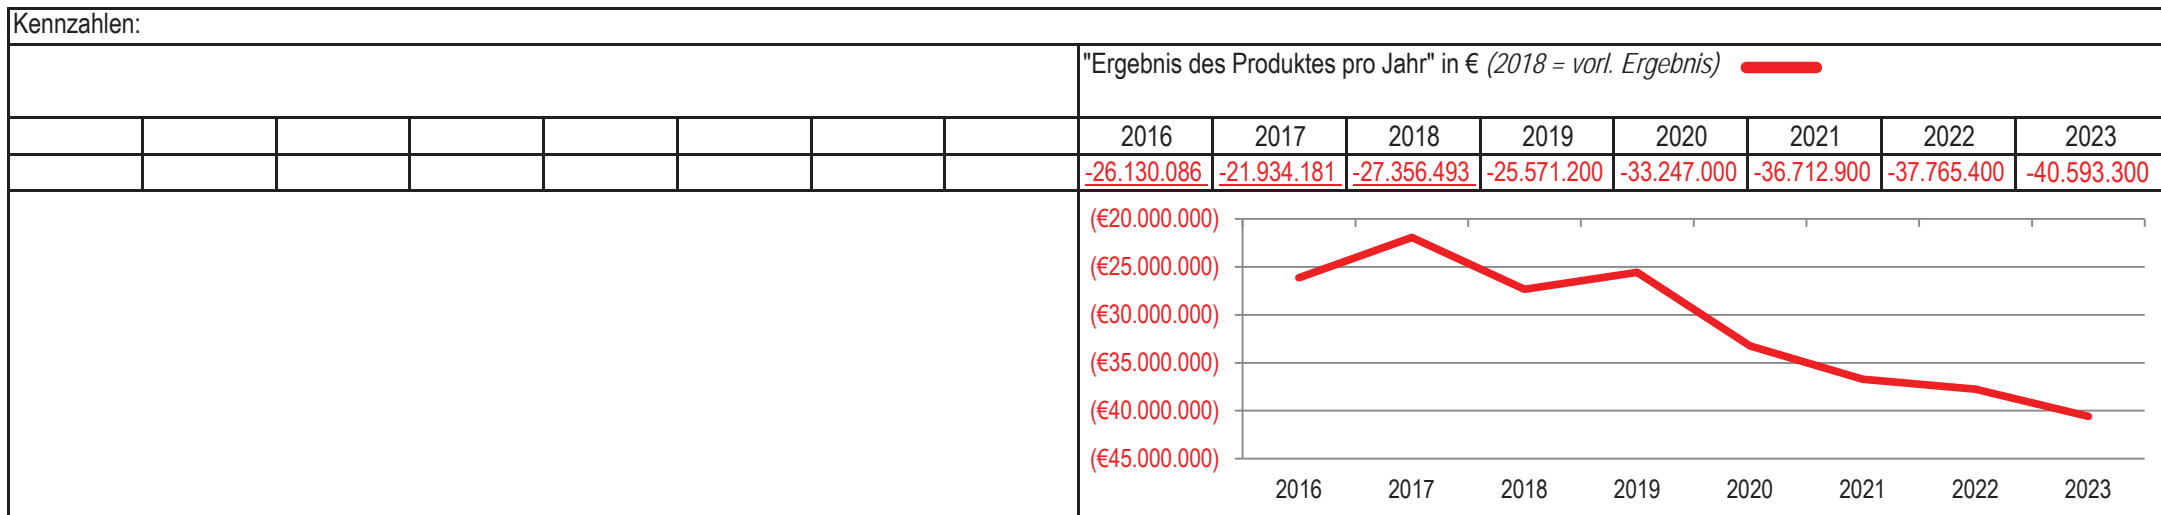 Kennzahlen:
"Ergebnis des Produktes pro Jahr" in € (2018 = vorl. Ergebnis)
2016 2017 2018 2019 2020 2021 2022 2023
-26.130.086 -21.934.181 -27.356.493 -25.571.200 -33.247.000 -36.712.900 -37.765.400 -40.593.300
(€20.000.000)
(€25.000.000)
(€30.000.000)
(€35.000.000)
(€40.000.000)
(€45.000.000)
2016 2017 2018 2019 2020 2021 2022 2023